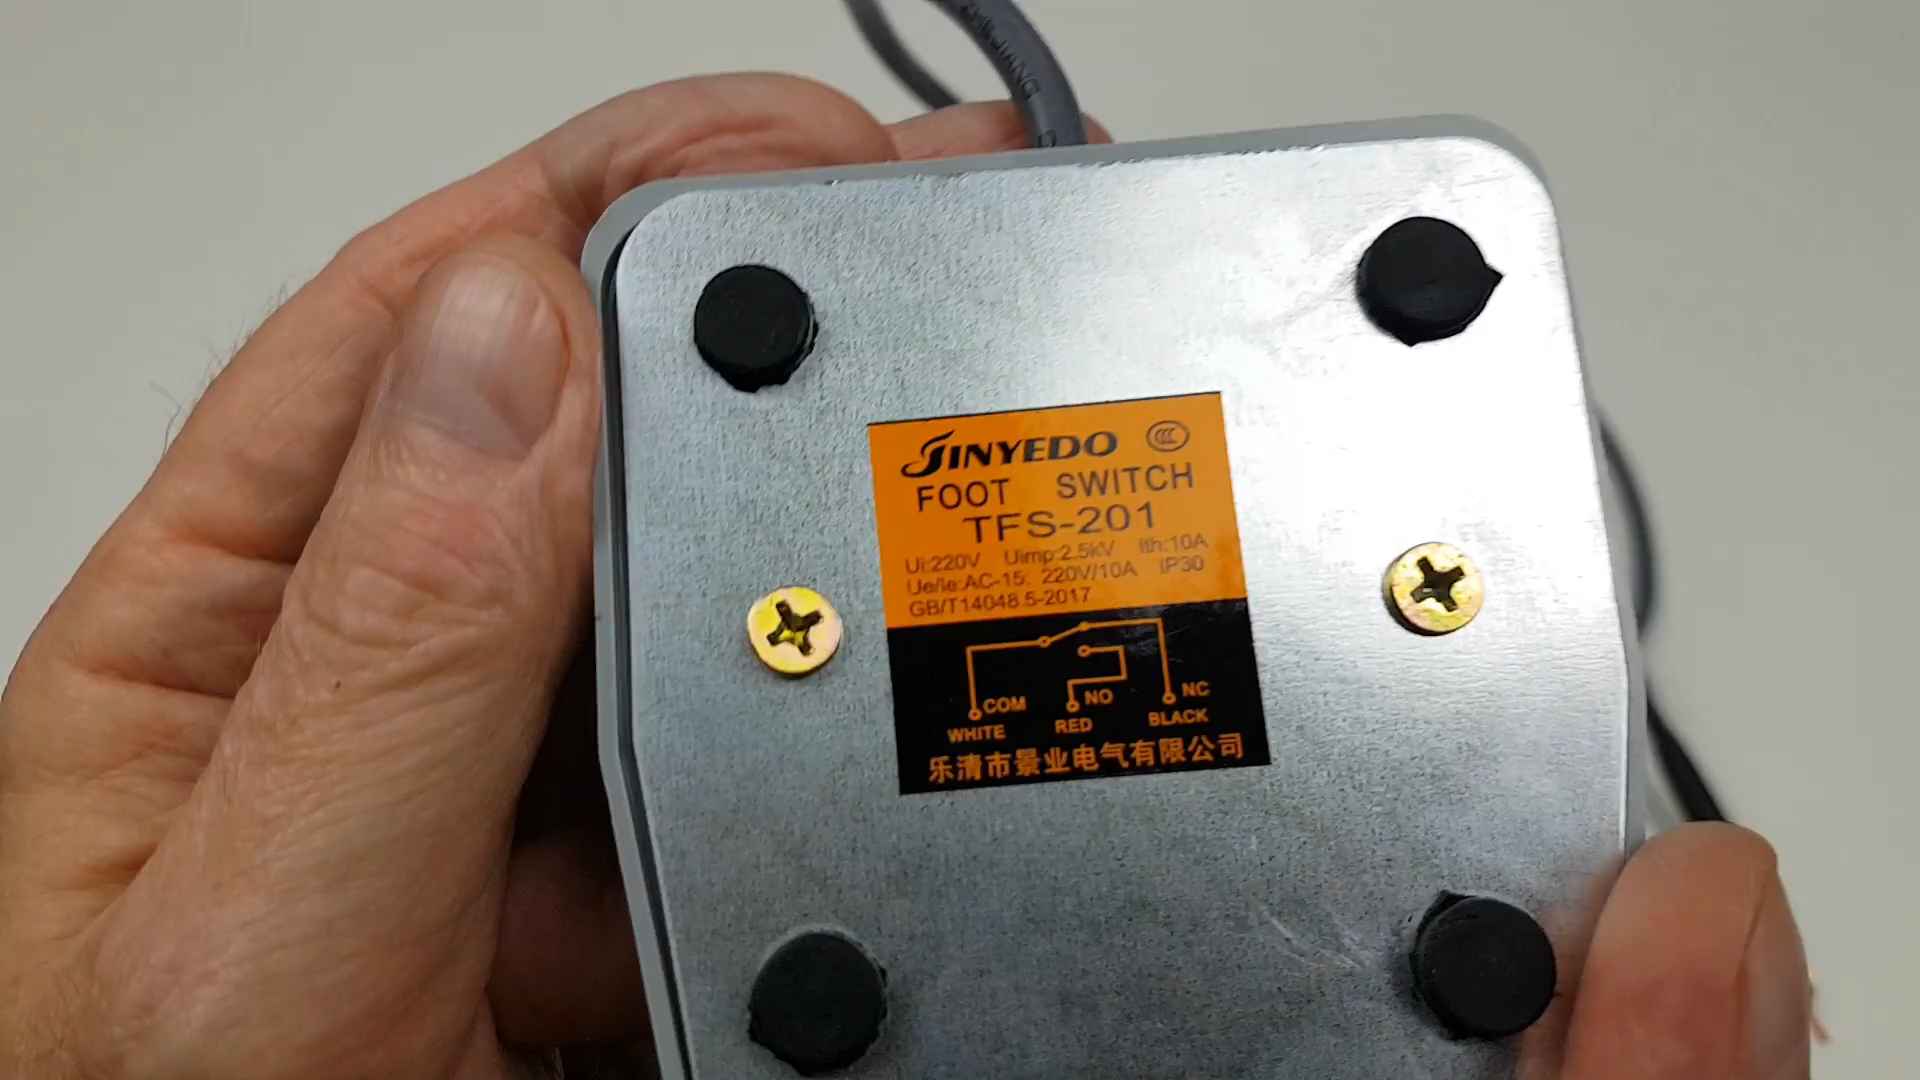 ZHEJIANG
JINYEDO CCC
FOOT SWITCH
TFS-201
Ui:220V Uimp:2.5kV Ith:10A
Ue/Ie:AC-15: 220V/10A IP30
GB/T14048.5-2017
COM NO NC
WHITE RED BLACK
乐清市景业电气有限公司